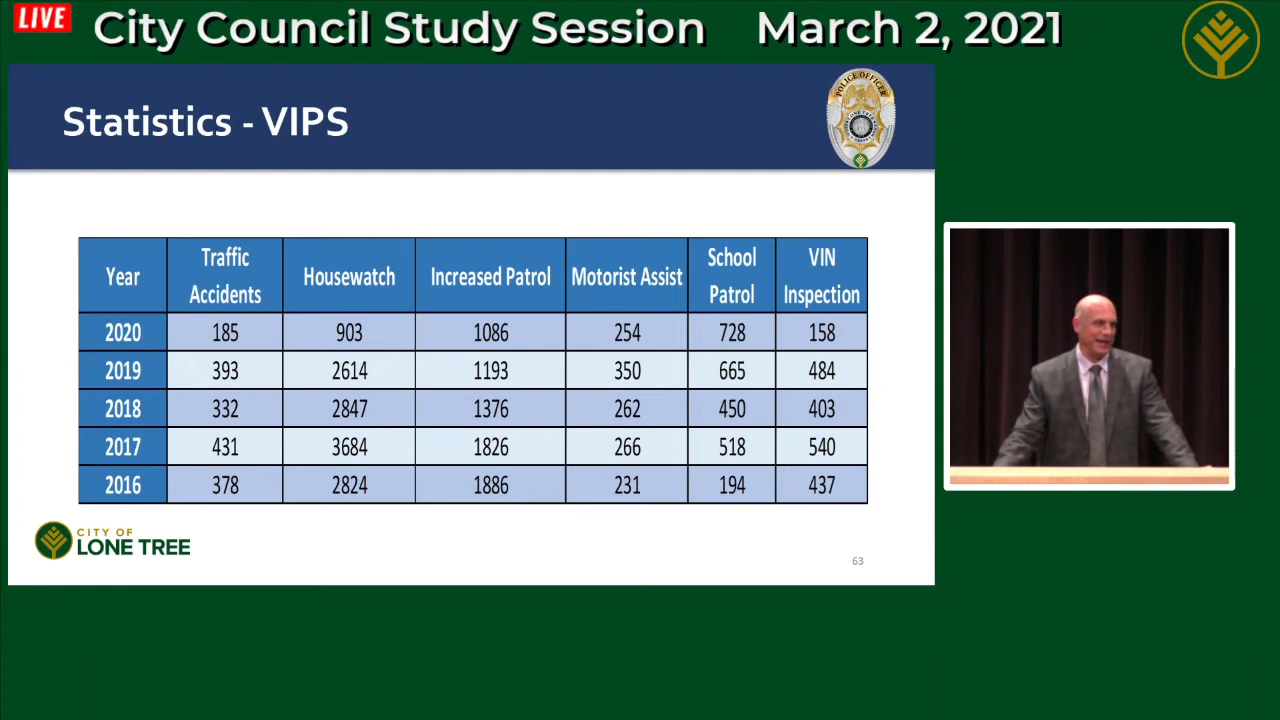 LIVE
City Council Study Session March 2, 2021
Statistics - VIPS
POLICE OFFICER
Year Traffic Accidents Housewatch Increased Patrol Motorist Assist School Patrol VIN Inspection
2020 185 903 1086 254 728 158
2019 393 2614 1193 350 665 484
2018 332 2847 1376 262 450 403
2017 431 3684 1826 266 518 540
2016 378 2824 1886 231 194 437
CITY OF
LONE TREE
63